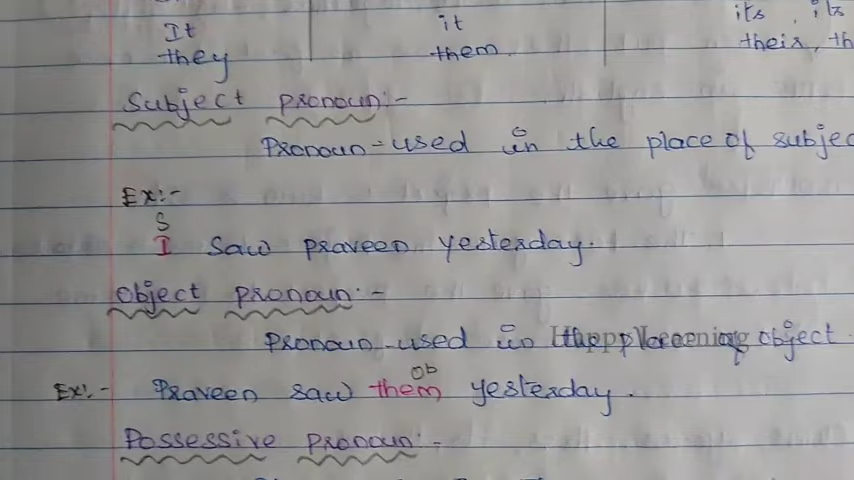 It it its, its
they them theis, th
Subject pronoun:-
Pronoun-used in the place of subjec
Ex:-
S
I saw praveen yesterday.
object pronoun:-
Pronoun-used in object
ob
Ex:- Praveen saw them yesterday.
Possessive pronoun:-